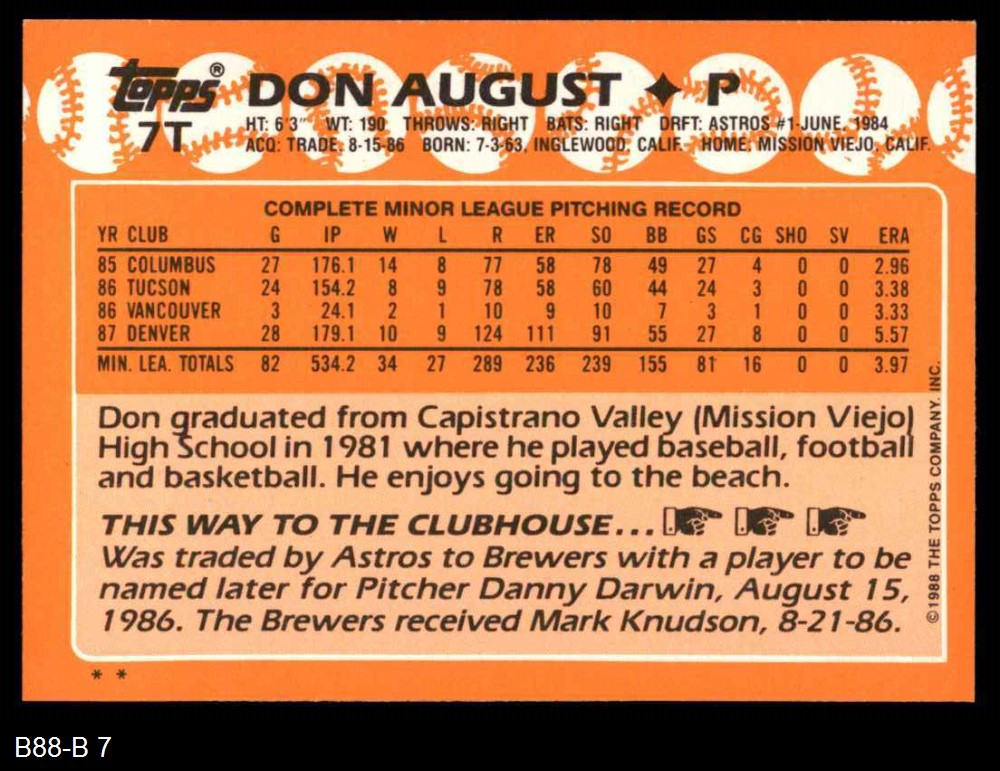 topps® DON AUGUST ♦ P
7T
HT: 6'3" WT: 190 THROWS: RIGHT BATS: RIGHT DRFT: ASTROS #1-JUNE, 1984
ACQ: TRADE, 8-15-86 BORN: 7-3-63, INGLEWOOD, CALIF. HOME: MISSION VIEJO, CALIF.
COMPLETE MINOR LEAGUE PITCHING RECORD
YR CLUB G IP W L R ER SO BB GS CG SHO SV ERA
85 COLUMBUS 27 176.1 14 8 77 58 78 49 27 4 0 0 2.96
86 TUCSON 24 154.2 8 9 78 58 60 44 24 3 0 0 3.38
86 VANCOUVER 3 24.1 2 1 10 9 10 7 3 1 0 0 3.33
87 DENVER 28 179.1 10 9 124 111 91 55 27 8 0 0 5.57
MIN. LEA. TOTALS 82 534.2 34 27 289 236 239 155 81 16 0 0 3.97
Don graduated from Capistrano Valley (Mission Viejo)
High School in 1981 where he played baseball, football
and basketball. He enjoys going to the beach.
THIS WAY TO THE CLUBHOUSE...
Was traded by Astros to Brewers with a player to be
named later for Pitcher Danny Darwin, August 15,
1986. The Brewers received Mark Knudson, 8-21-86.
©1988 THE TOPPS COMPANY, INC.
* *
B88-B 7